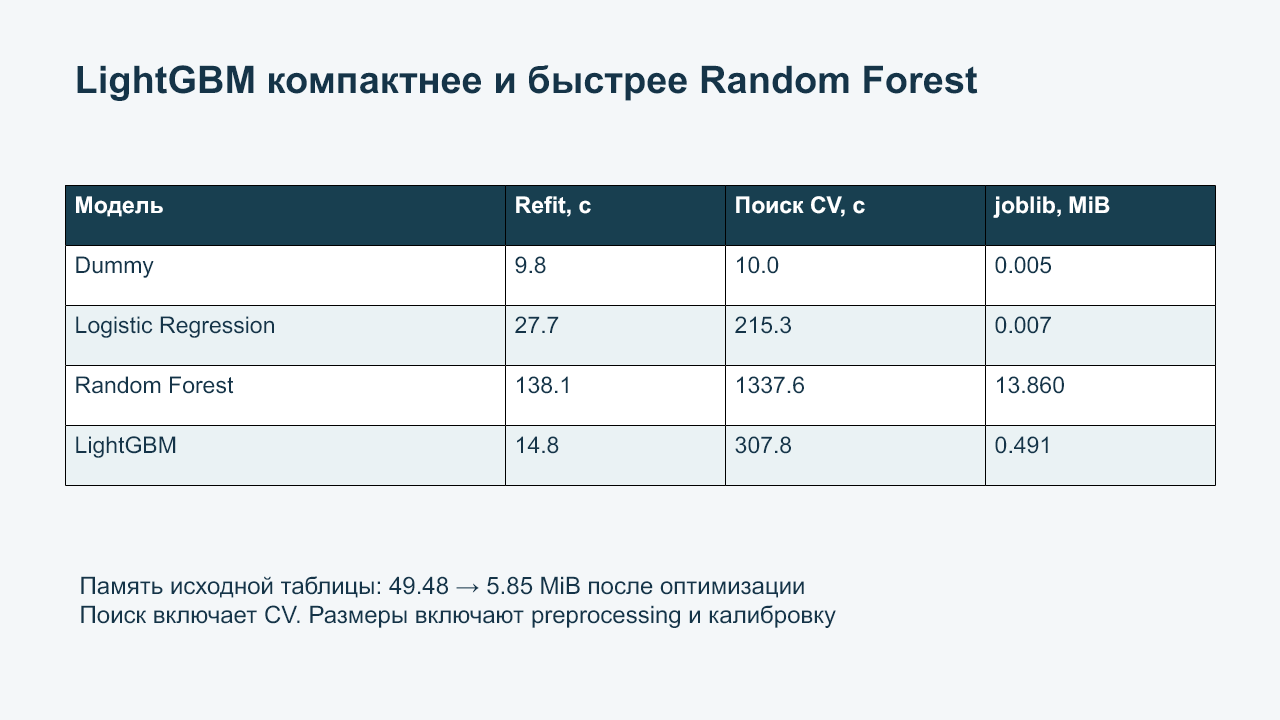 LightGBM компактнее и быстрее Random Forest
Модель Refit, с Поиск CV, с joblib, MiB
Dummy 9.8 10.0 0.005
Logistic Regression 27.7 215.3 0.007
Random Forest 138.1 1337.6 13.860
LightGBM 14.8 307.8 0.491
Память исходной таблицы: 49.48 → 5.85 MiB после оптимизации
Поиск включает CV. Размеры включают preprocessing и калибровку